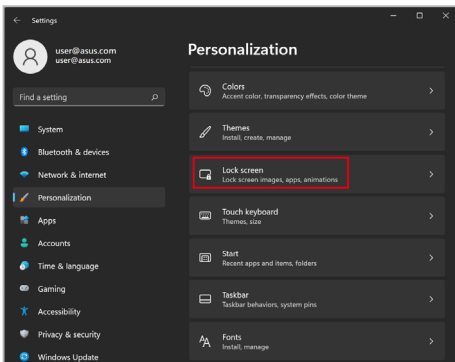 Settings
user@asus.com
user@asus.com
Find a setting
System
Bluetooth & devices
Network & internet
Personalization
Apps
Accounts
Time & language
Gaming
Accessibility
Privacy & security
Windows Update
Personalization
Colors
Accent color, transparency effects, color theme
Themes
Install, create, manage
Lock screen
Lock screen images, apps, animations
Touch keyboard
Themes, size
Start
Recent apps and items, folders
Taskbar
Taskbar behaviors, system pins
Fonts
Install, manage